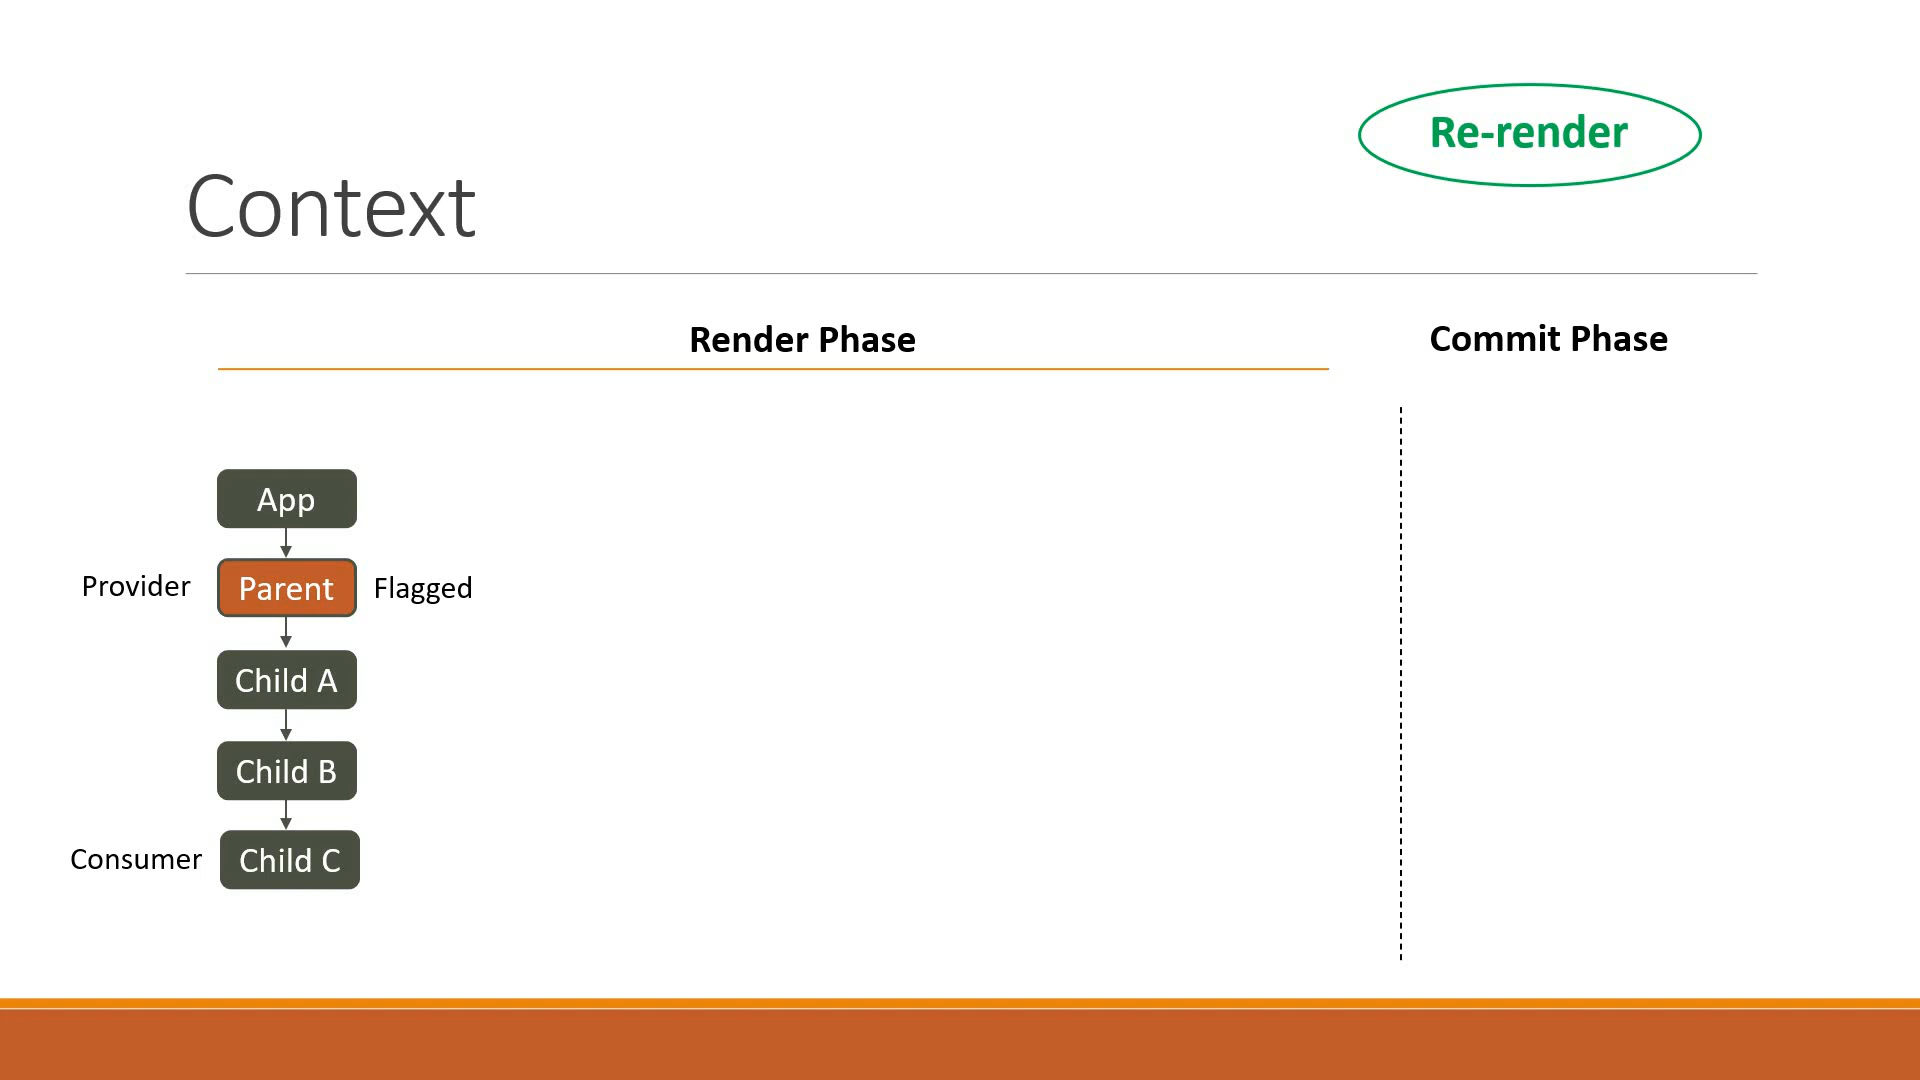 Re-render
Context
Render Phase
Commit Phase
App
Provider
Parent
Flagged
Child A
Child B
Consumer
Child C